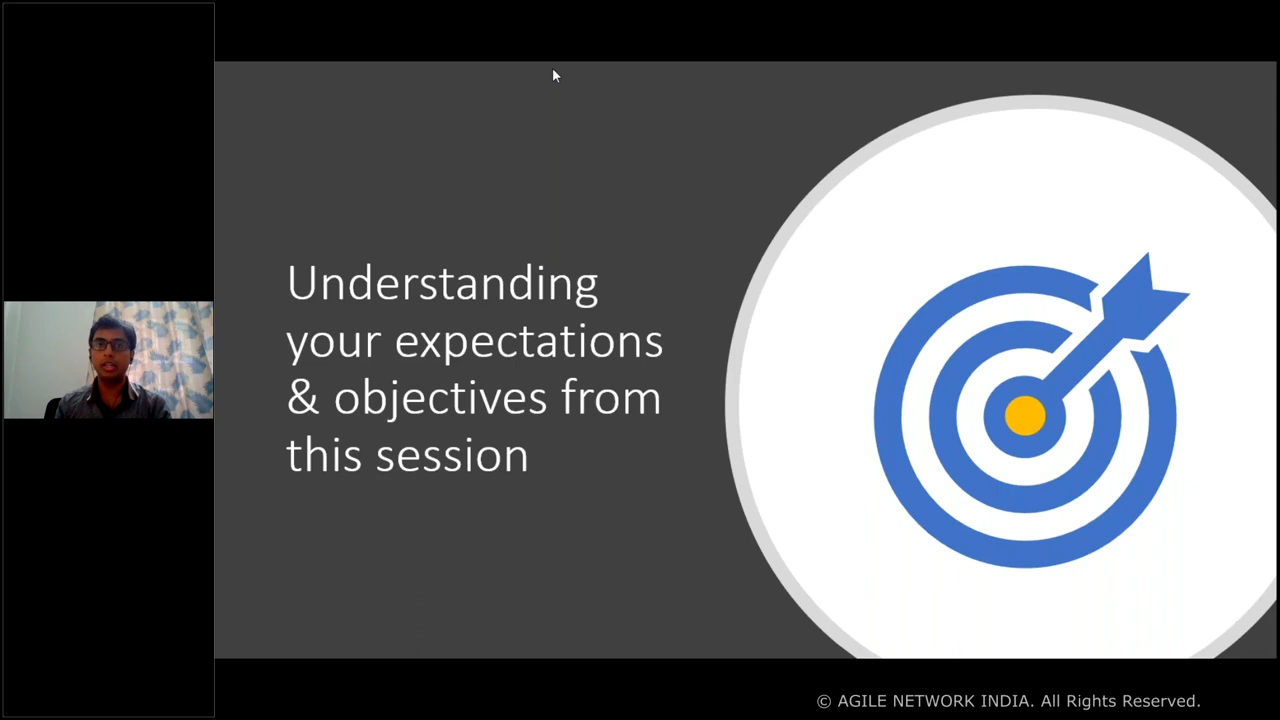 Understanding
your expectations
& objectives from
this session
© AGILE NETWORK INDIA. All Rights Reserved.